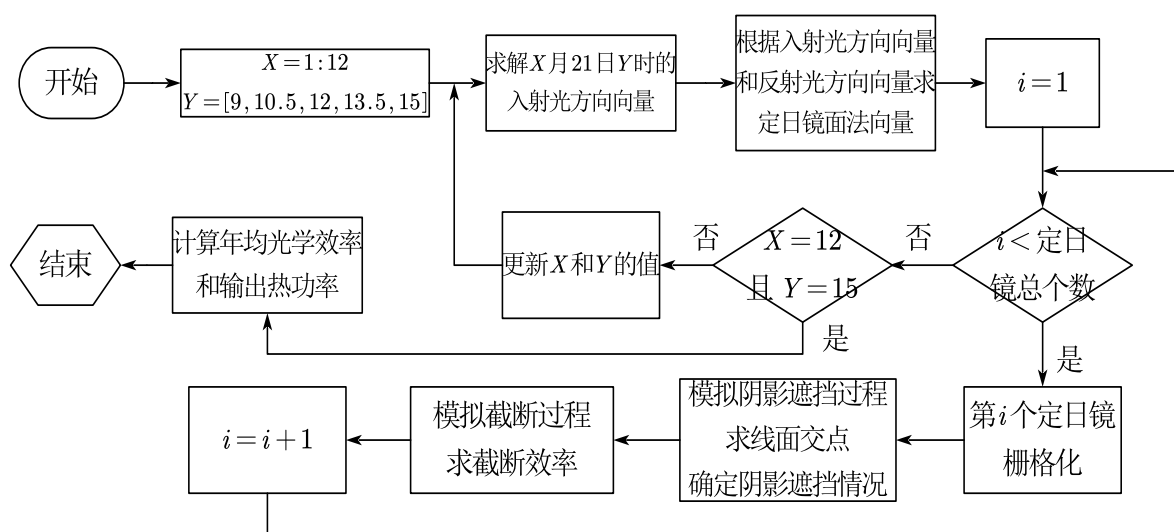 开始
X=1:12
Y=[9,10.5,12,13.5,15]
求解X月21日Y时的
入射光方向向量
根据入射光方向向量
和反射光方向向量求
定日镜面法向量
i=1
i<定日
镜总个数
否
是
X=12
且 Y=15
否
是
更新X和Y的值
计算年均光学效率
和输出热功率
结束
第i个定日镜
栅格化
模拟阴影遮挡过程
求线面交点
确定阴影遮挡情况
模拟截断过程
求截断效率
i=i+1